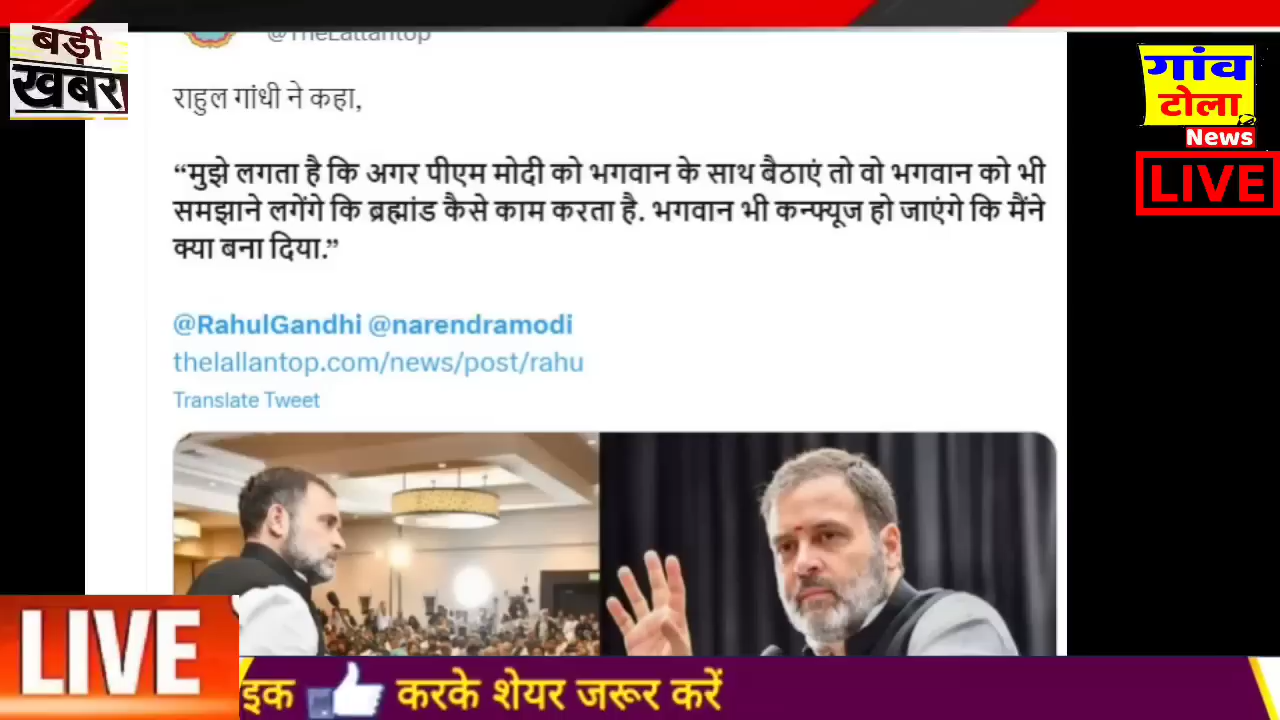 बड़ी
खबर
@TheLallantop
गांव
टोला
News
LIVE
राहुल गांधी ने कहा,
“मुझे लगता है कि अगर पीएम मोदी को भगवान के साथ बैठाएं तो वो भगवान को भी
समझाने लगेंगे कि ब्रह्मांड कैसे काम करता है. भगवान भी कन्फ्यूज हो जाएंगे कि मैंने
क्या बना दिया.”
@RahulGandhi @narendramodi
thelallantop.com/news/post/rahu
Translate Tweet
LIVE
इक करके शेयर जरूर करें